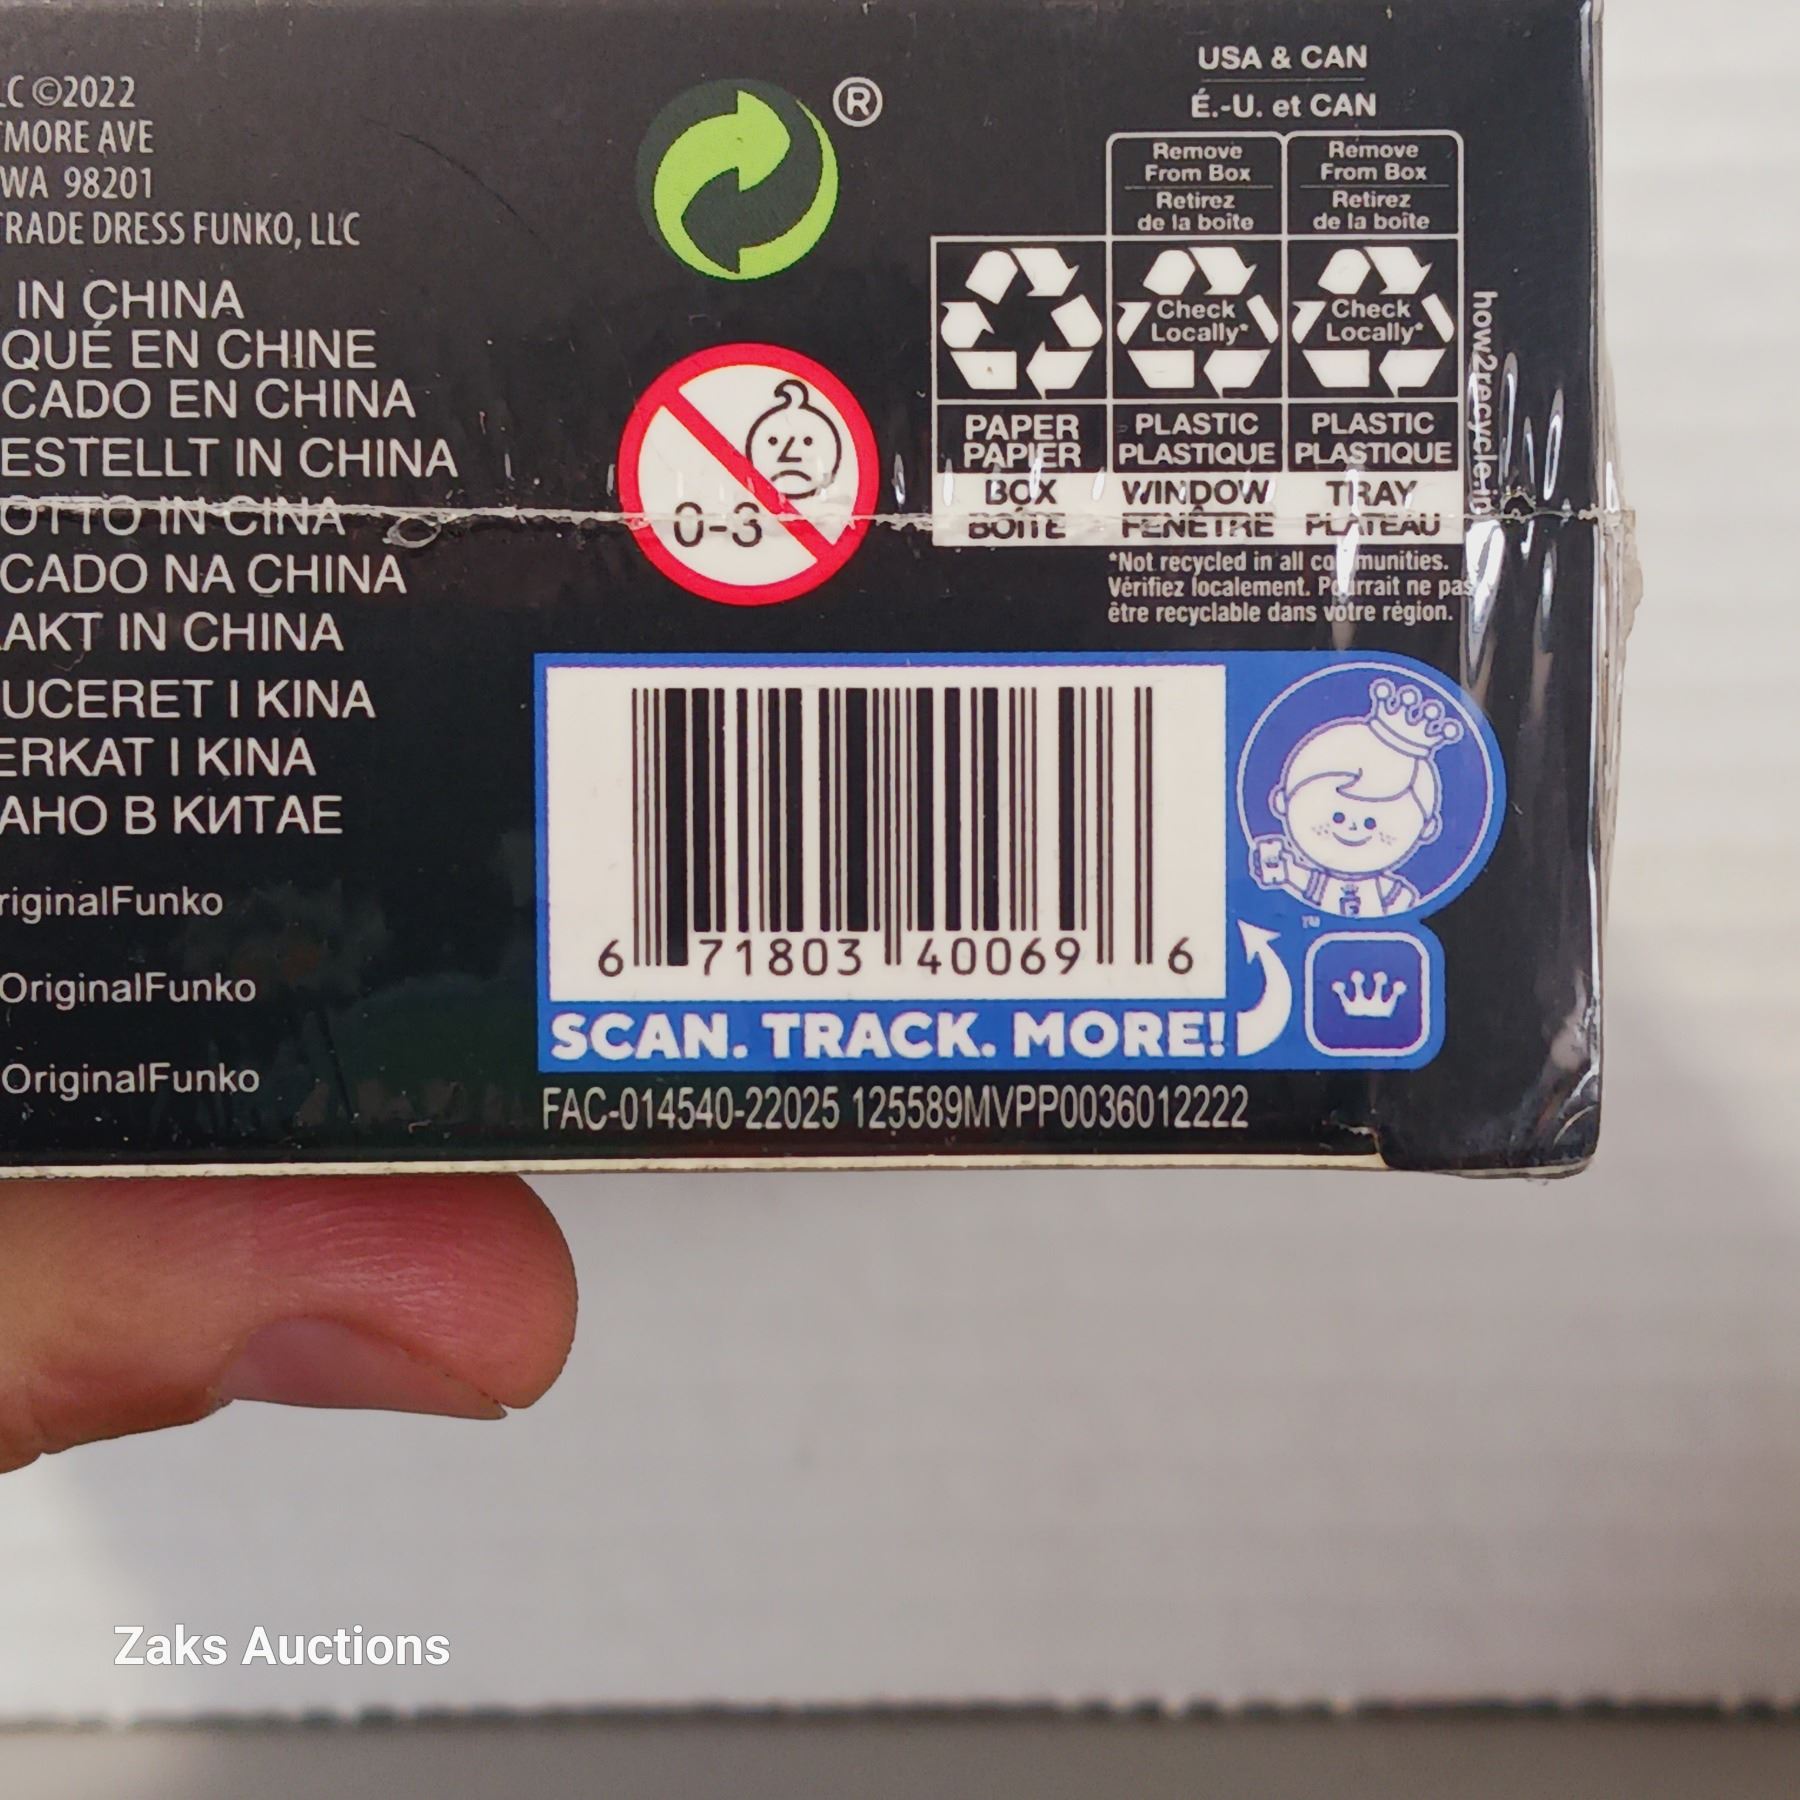 LC ©2022
TMORE AVE
WA 98201
TRADE DRESS FUNKO, LLC
IN CHINA
QUÉ EN CHINE
CADO EN CHINA
ESTELLT IN CHINA
OTTO IN CINA
CADO NA CHINA
AKT IN CHINA
UCERET I KINA
ERKAT I KINA
АНО В КИТАЕ
riginalFunko
OriginalFunko
OriginalFunko
®
0-3
USA & CAN
É.-U. et CAN
Remove
From Box
Retirez
de la boîte
Remove
From Box
Retirez
de la boîte
Check
Locally*
Check
Locally*
PAPER
PAPIER
PLASTIC
PLASTIQUE
PLASTIC
PLASTIQUE
BOX
BOÎTE
WINDOW
FENÊTRE
TRAY
PLATEAU
how2recycle.in
*Not recycled in all communities.
Vérifiez localement. Pourrait ne pas
être recyclable dans votre région.
6 71803 40069 6
TM
SCAN. TRACK. MORE!
FAC-014540-22025 125589MVPP0036012222
Zaks Auctions